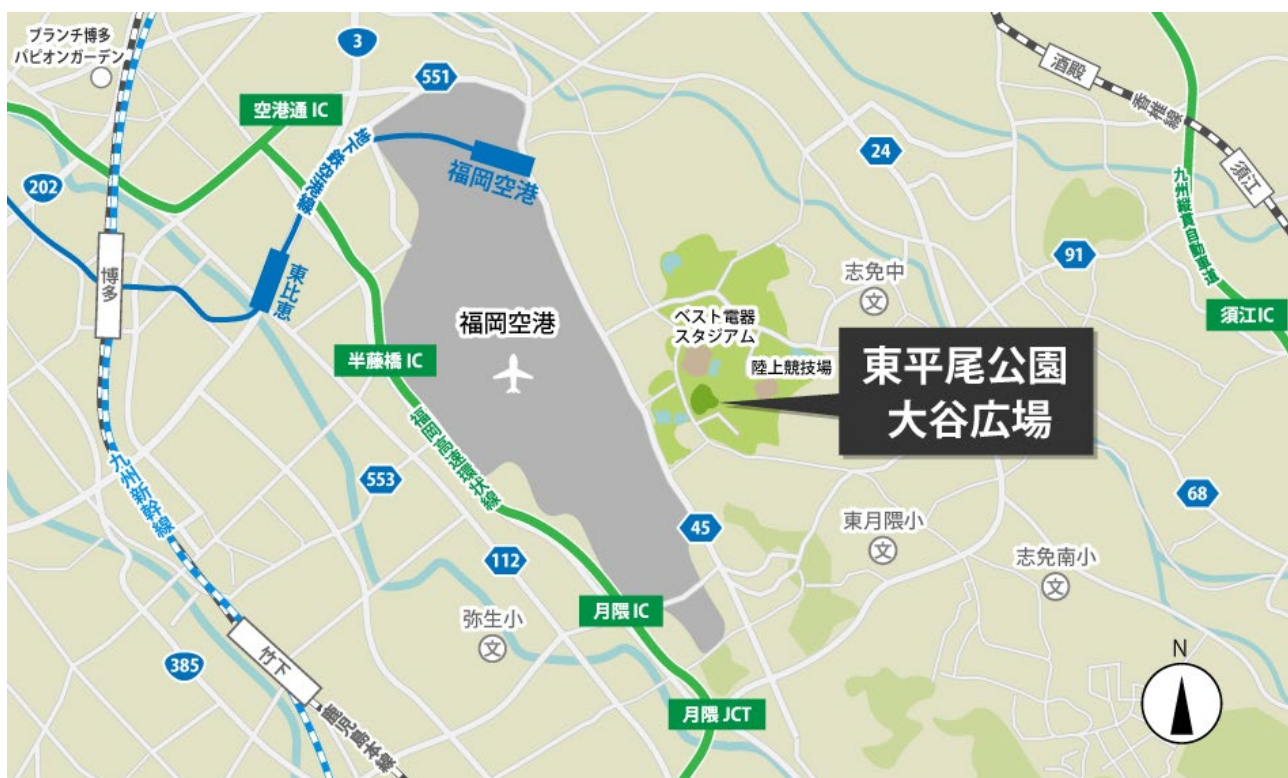 ブランチ博多
パピオンガーデン
3
551
空港通 IC
地下鉄空港線
福岡空港
202
博多
東比恵
福岡空港
半藤橋 IC
福岡高速環状線
九州新幹線
553
112
45
月隈 IC
弥生小
文
385
竹下
鹿児島本線
月隈 JCT
24
酒殿
香椎線
須江
九州縦貫自動車道
91
須江 IC
志免中
文
ベスト電器
スタジアム
陸上競技場
東平尾公園
大谷広場
68
東月隈小
文
志免南小
文
N